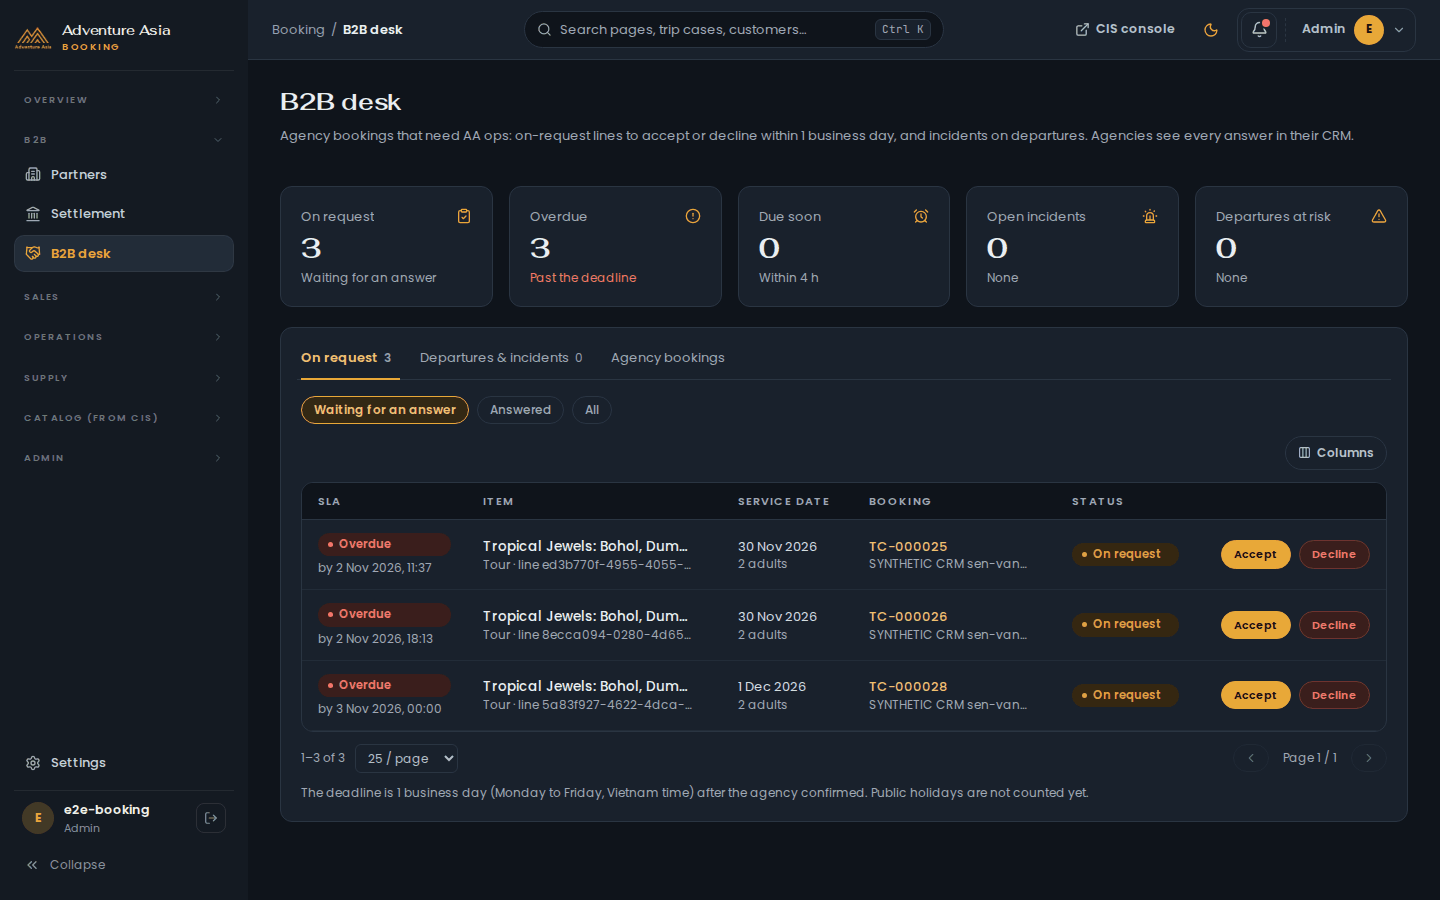 Adventure Asia
BOOKING
Adventure Asia
Booking / B2B desk
Search pages, trip cases, customers...
Ctrl K
CIS console
Admin
E
OVERVIEW
B2B
Partners
Settlement
B2B desk
SALES
OPERATIONS
SUPPLY
CATALOG (FROM CIS)
ADMIN
Settings
E
e2e-booking
Admin
Collapse
B2B desk
Agency bookings that need AA ops: on-request lines to accept or decline within 1 business day, and incidents on departures. Agencies see every answer in their CRM.
On request
3
Waiting for an answer
Overdue
3
Past the deadline
Due soon
0
Within 4 h
Open incidents
0
None
Departures at risk
0
None
On request 3
Departures & incidents 0
Agency bookings
Waiting for an answer
Answered
All
Columns
SLA ITEM SERVICE DATE BOOKING STATUS
Overdue
by 2 Nov 2026, 11:37
Tropical Jewels: Bohol, Dum...
Tour · line ed3b770f-4955-4055-...
30 Nov 2026
2 adults
TC-000025
SYNTHETIC CRM sen-van...
On request
Accept
Decline
Overdue
by 2 Nov 2026, 18:13
Tropical Jewels: Bohol, Dum...
Tour · line 8ecca094-0280-4d65...
30 Nov 2026
2 adults
TC-000026
SYNTHETIC CRM sen-van...
On request
Accept
Decline
Overdue
by 3 Nov 2026, 00:00
Tropical Jewels: Bohol, Dum...
Tour · line 5a83f927-4622-4dca-...
1 Dec 2026
2 adults
TC-000028
SYNTHETIC CRM sen-van...
On request
Accept
Decline
1–3 of 3
25 / page
Page 1 / 1
The deadline is 1 business day (Monday to Friday, Vietnam time) after the agency confirmed. Public holidays are not counted yet.